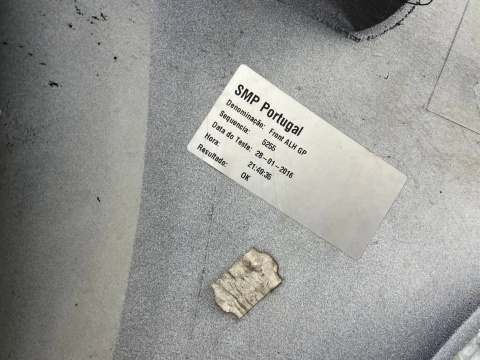 SMP Portugal
Denominação: Front ALH GP
Sequencia: 5255
Data do Teste: 28-01-2016
Hora: 21:49:35
Resultado: OK